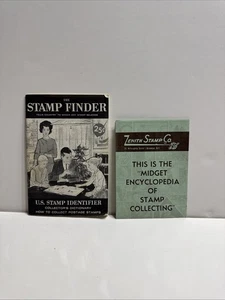 THE
STAMP FINDER
25¢
U.S. STAMP IDENTIFIER
COLLECTOR'S DICTIONARY
HOW TO COLLECT POSTAGE STAMPS
ZENITH STAMP CO.
THIS IS THE
"MIDGET
ENCYCLOPEDIA
OF
STAMP
COLLECTING"